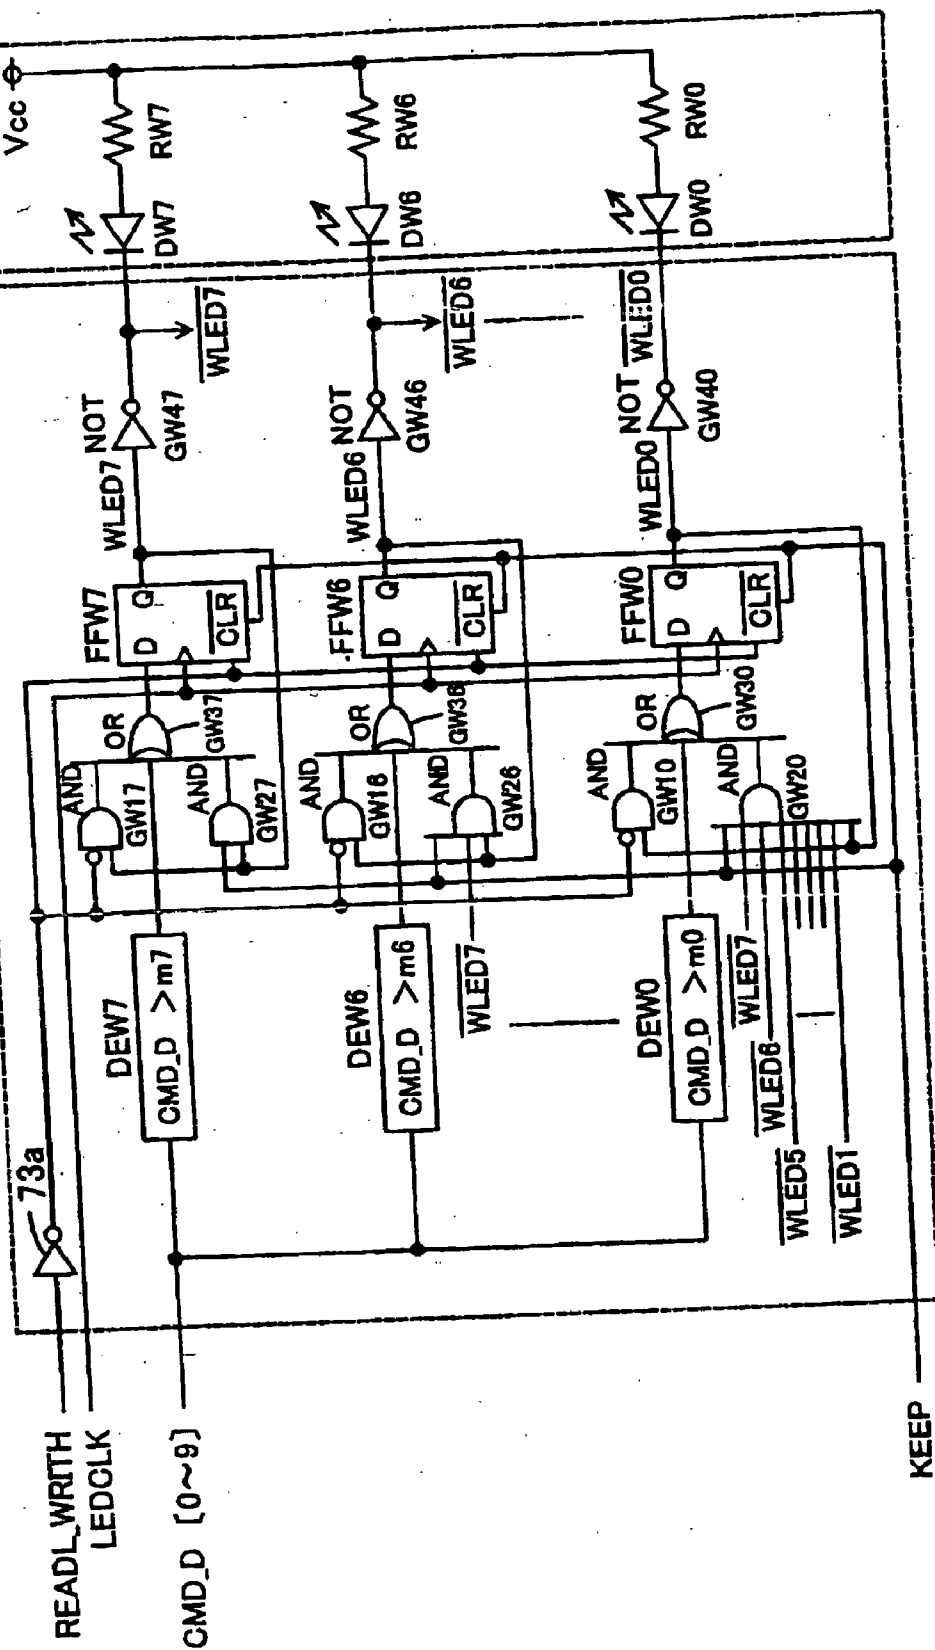 READL_WRITH
LEDCLK
CMD_D [0~9]
KEEP
73a
DEW7
CMD_D >m7
DEW6
CMD_D >m6
WLED7
DEW0
CMD_D >m0
WLED7
WLED6
WLED5
WLED1
AND
GW17
AND
GW27
AND
GW16
AND
GW26
AND
GW10
AND
GW20
OR
GW37
OR
GW36
OR
GW30
FFW7
D
Q
CLR
FFW6
D
Q
CLR
FFW0
D
Q
CLR
WLED7
NOT
GW47
WLED6
NOT
GW46
WLED0
NOT
GW40
WLED7
WLED6
WLED0
DW7
DW6
DW0
RW7
RW6
RW0
Vcc